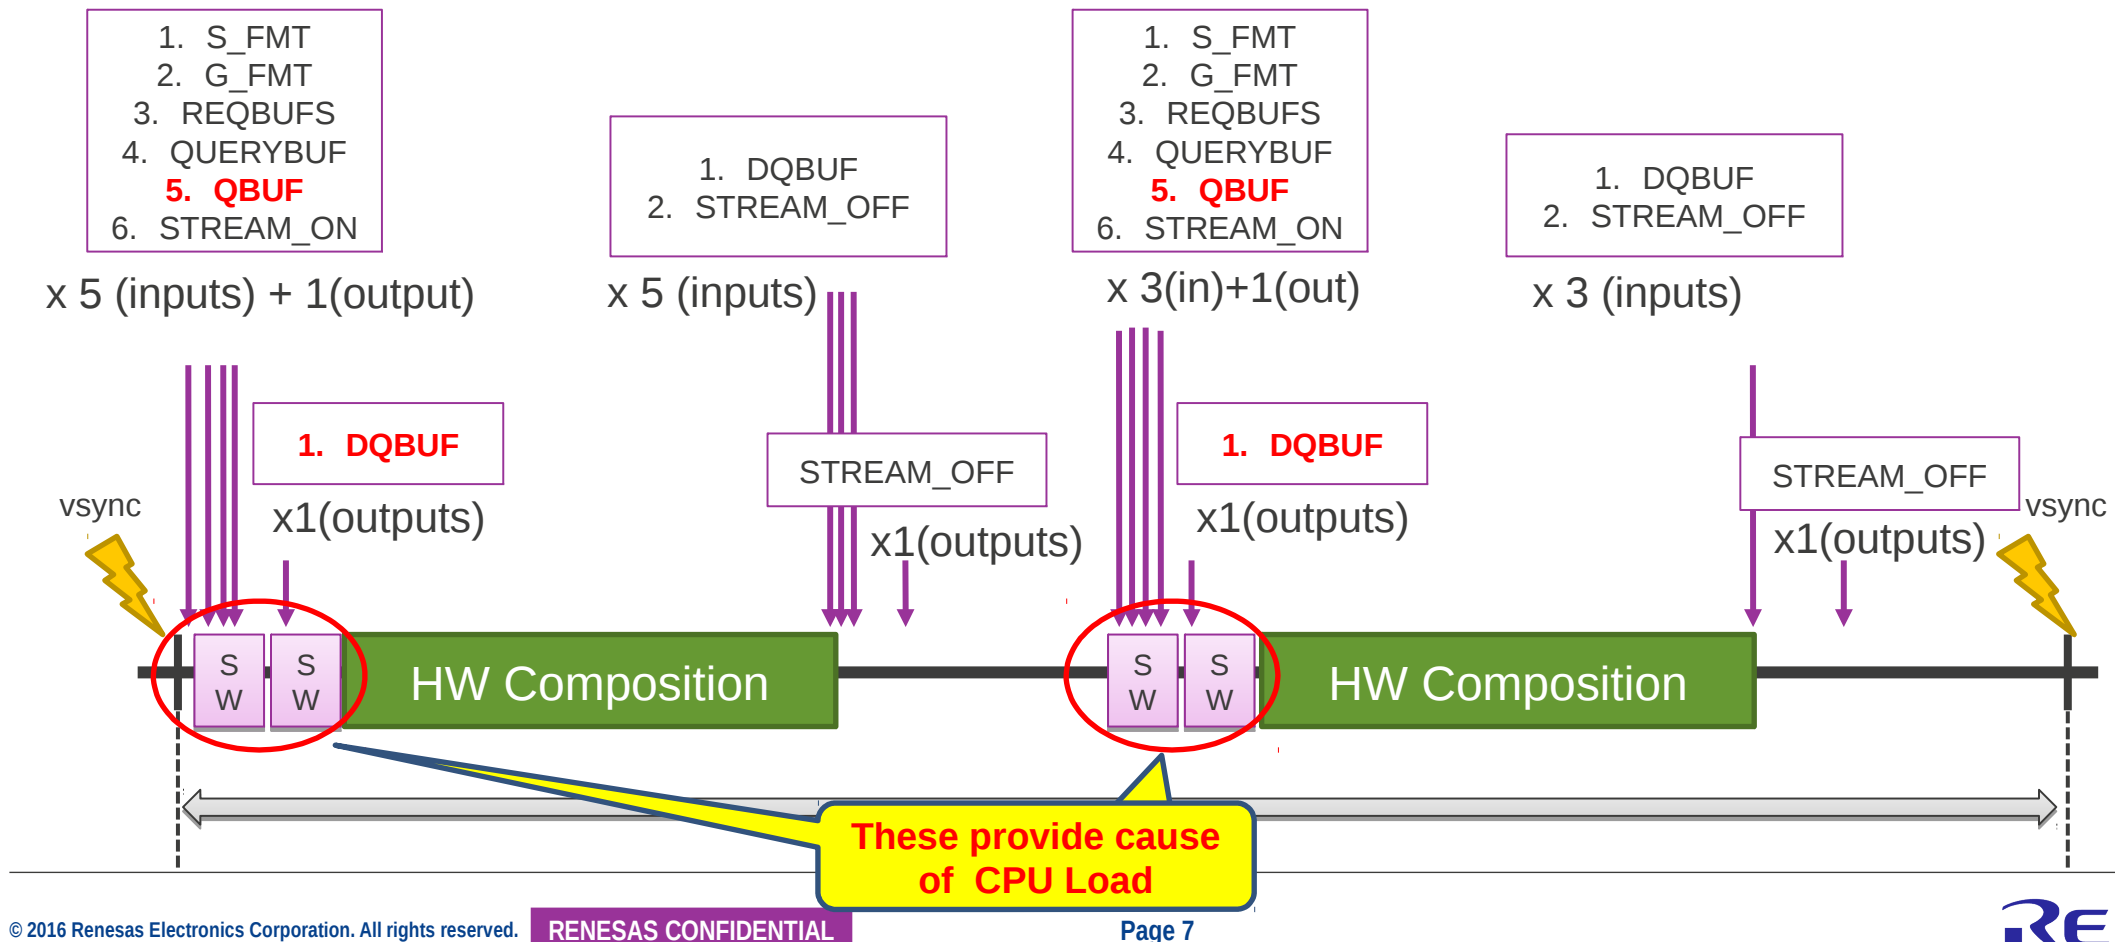 1. S_FMT
2. G_FMT
3. REQBUFS
4. QUERYBUF
5. QBUF
6. STREAM_ON
x 5 (inputs) + 1(output)
1. DQBUF
2. STREAM_OFF
x 5 (inputs)
1. S_FMT
2. G_FMT
3. REQBUFS
4. QUERYBUF
5. QBUF
6. STREAM_ON
x 3(in)+1(out)
1. DQBUF
2. STREAM_OFF
x 3 (inputs)
1. DQBUF
x1(outputs)
STREAM_OFF
x1(outputs)
1. DQBUF
x1(outputs)
STREAM_OFF
x1(outputs)
vsync
vsync
S
W
S
W
HW Composition
S
W
S
W
HW Composition
These provide cause
of CPU Load
© 2016 Renesas Electronics Corporation. All rights reserved.
RENESAS CONFIDENTIAL
Page 7
RE